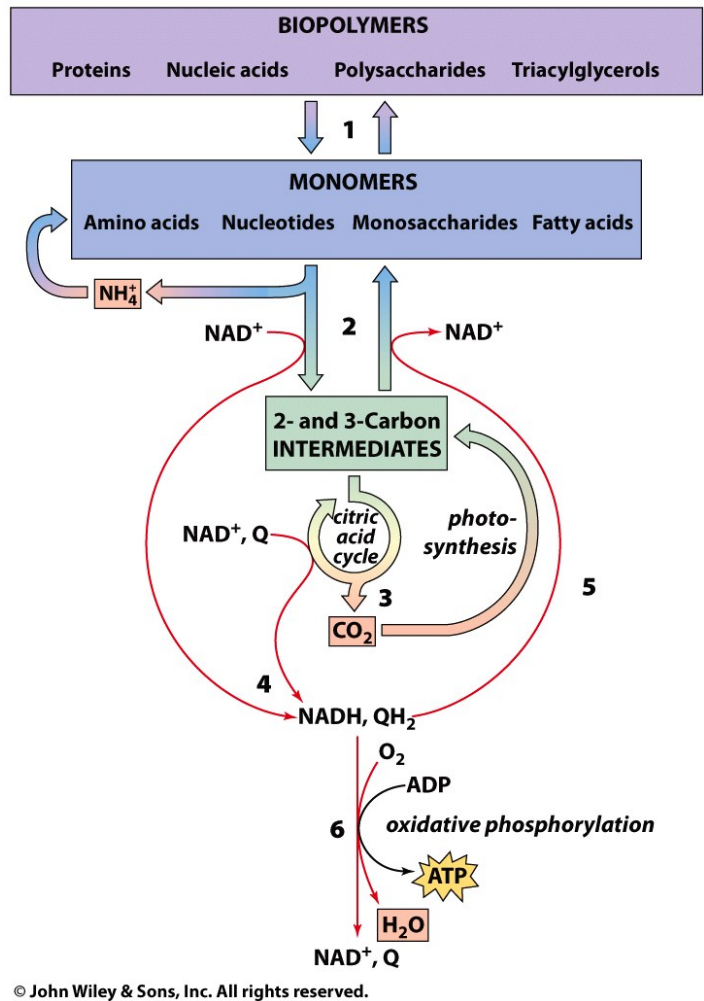 BIOPOLYMERS
Proteins Nucleic acids Polysaccharides Triacylglycerols
1
MONOMERS
Amino acids Nucleotides Monosaccharides Fatty acids
NH₄⁺
NAD⁺ 2 NAD⁺
2- and 3-Carbon
INTERMEDIATES
NAD⁺, Q
citric
acid
cycle
photo-
synthesis
3
5
CO₂
4
NADH, QH₂
O₂
ADP
6 oxidative phosphorylation
ATP
H₂O
NAD⁺, Q
© John Wiley & Sons, Inc. All rights reserved.